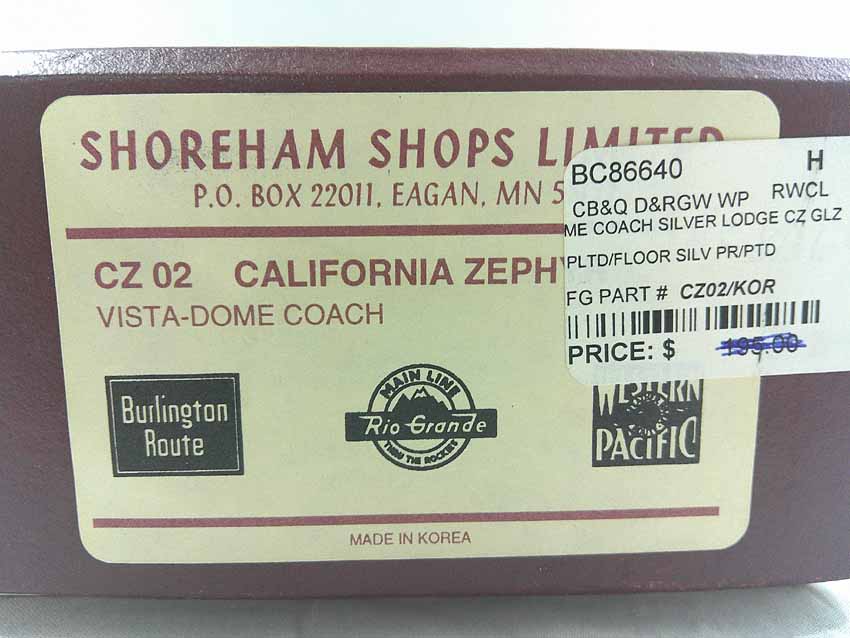 SHOREHAM SHOPS LIMITED
P.O. BOX 22011, EAGAN, MN 5
CZ 02 CALIFORNIA ZEPHY
VISTA-DOME COACH
BC86640 H
CB&Q D&RGW WP RWCL
ME COACH SILVER LODGE CZ GLZ
PLTD/FLOOR SILV PR/PTD
FG PART # CZ02/KOR
PRICE: $ 195.00
Burlington
Route
MAIN LINE
Rio Grande
THRU THE ROCKIES
WESTERN
PACIFIC
MADE IN KOREA